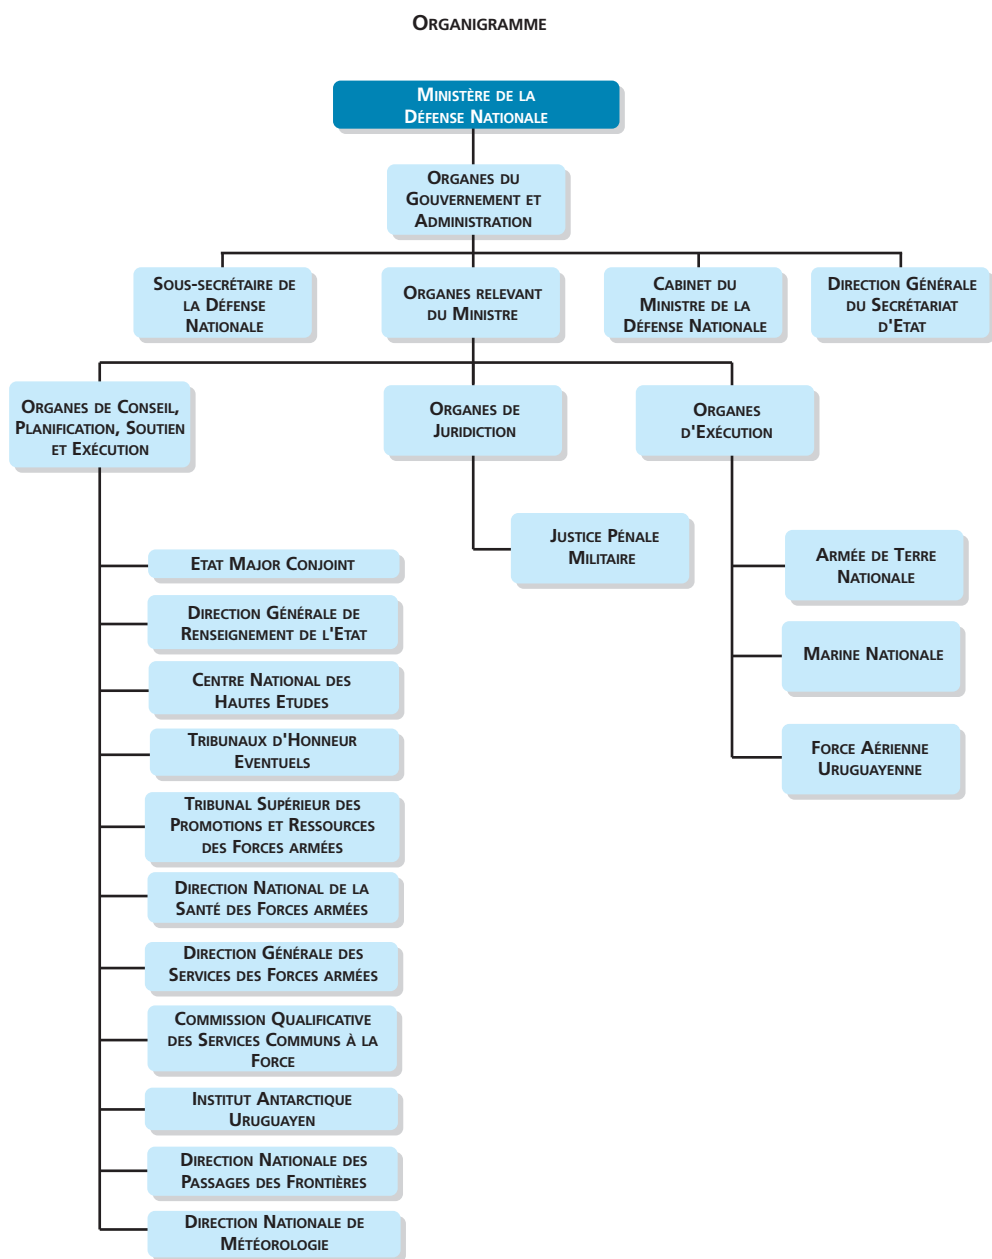 Organigramme
Ministère de la
Défense Nationale
Organes du
Gouvernement et
Administration
Sous-secrétaire de
la Défense
Nationale
Organes relevant
du Ministre
Cabinet du
Ministre de la
Défense Nationale
Direction Générale
du Secrétariat
d'Etat
Organes de Conseil,
Planification, Soutien
et Exécution
Organes de
Juridiction
Organes
d'Exécution
Justice Pénale
Militaire
Armée de Terre
Nationale
Marine Nationale
Force Aérienne
Uruguayenne
Etat Major Conjoint
Direction Générale de
Renseignement de l'Etat
Centre National des
Hautes Etudes
Tribunaux d'Honneur
Eventuels
Tribunal Supérieur des
Promotions et Ressources
des Forces armées
Direction National de la
Santé des Forces armées
Direction Générale des
Services des Forces armées
Commission Qualificative
des Services Communs à la
Force
Institut Antarctique
Uruguayen
Direction Nationale des
Passages des Frontières
Direction Nationale de
Météorologie